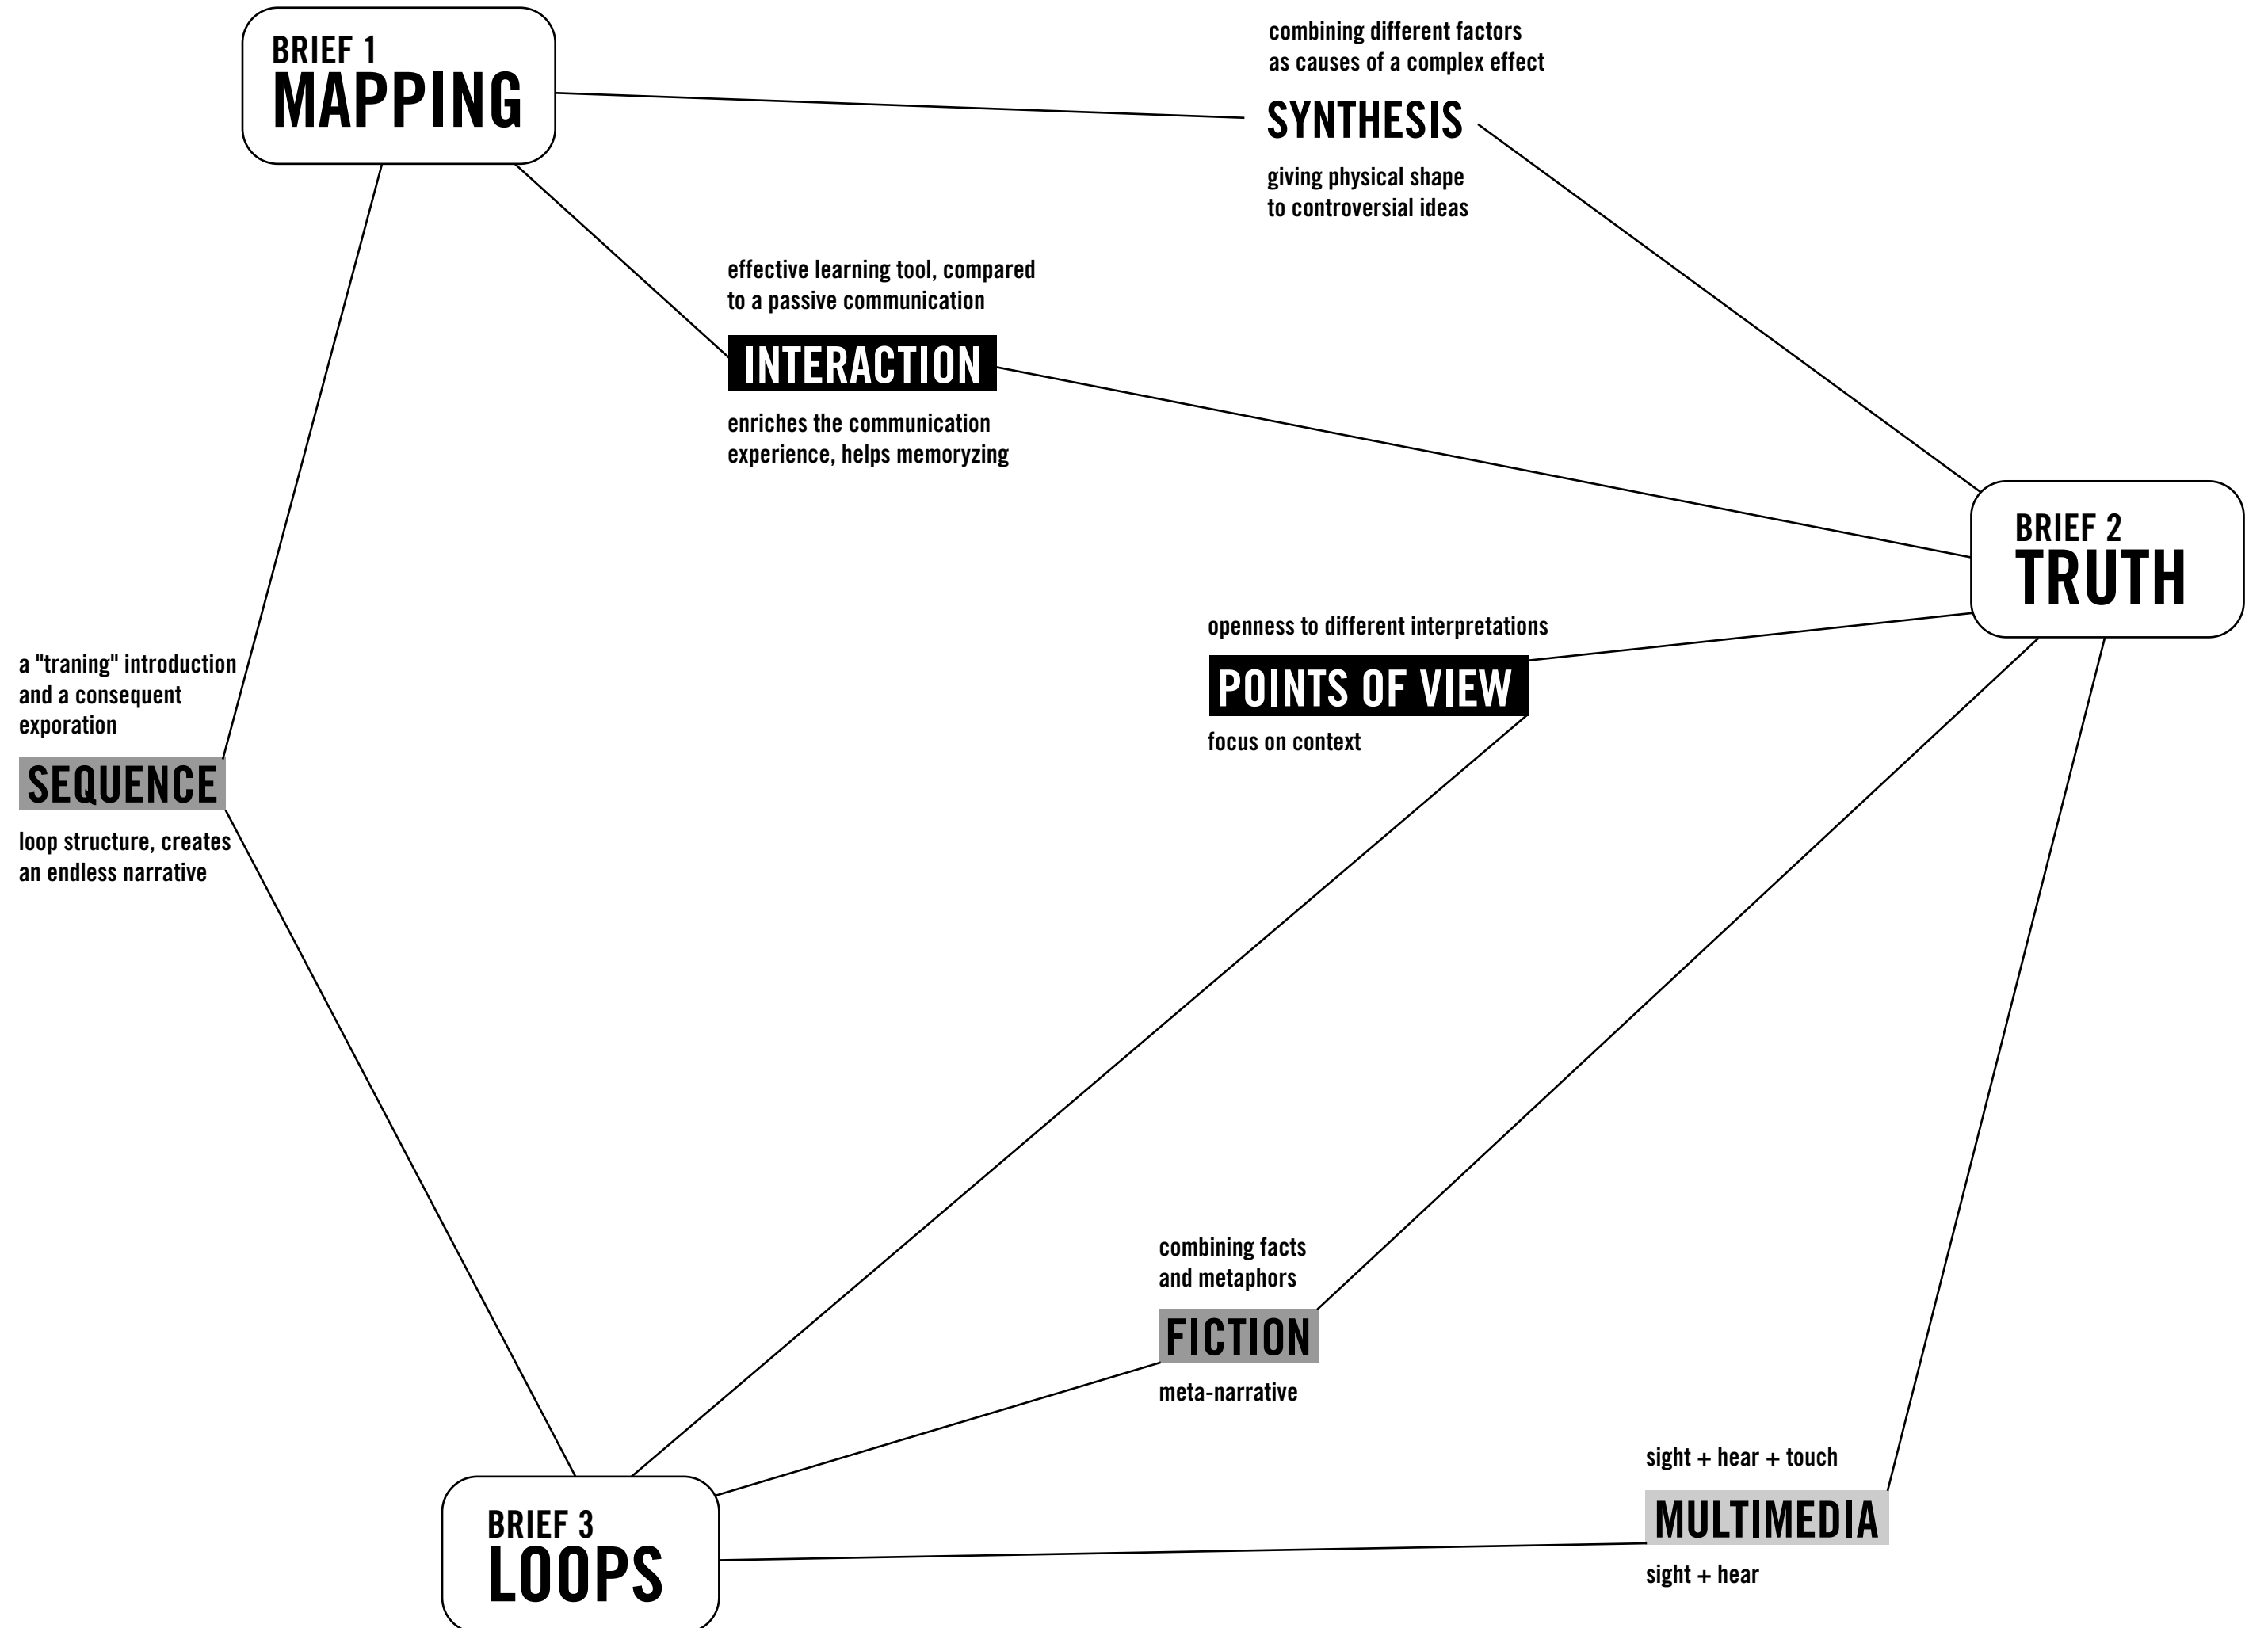 BRIEF 1
MAPPING
combining different factors
as causes of a complex effect
SYNTHESIS
giving physical shape
to controversial ideas
effective learning tool, compared
to a passive communication
INTERACTION
enriches the communication
experience, helps memoryzing
BRIEF 2
TRUTH
openness to different interpretations
POINTS OF VIEW
focus on context
a "traning" introduction
and a consequent
exporation
SEQUENCE
loop structure, creates
an endless narrative
combining facts
and metaphors
FICTION
meta-narrative
sight + hear + touch
MULTIMEDIA
sight + hear
BRIEF 3
LOOPS